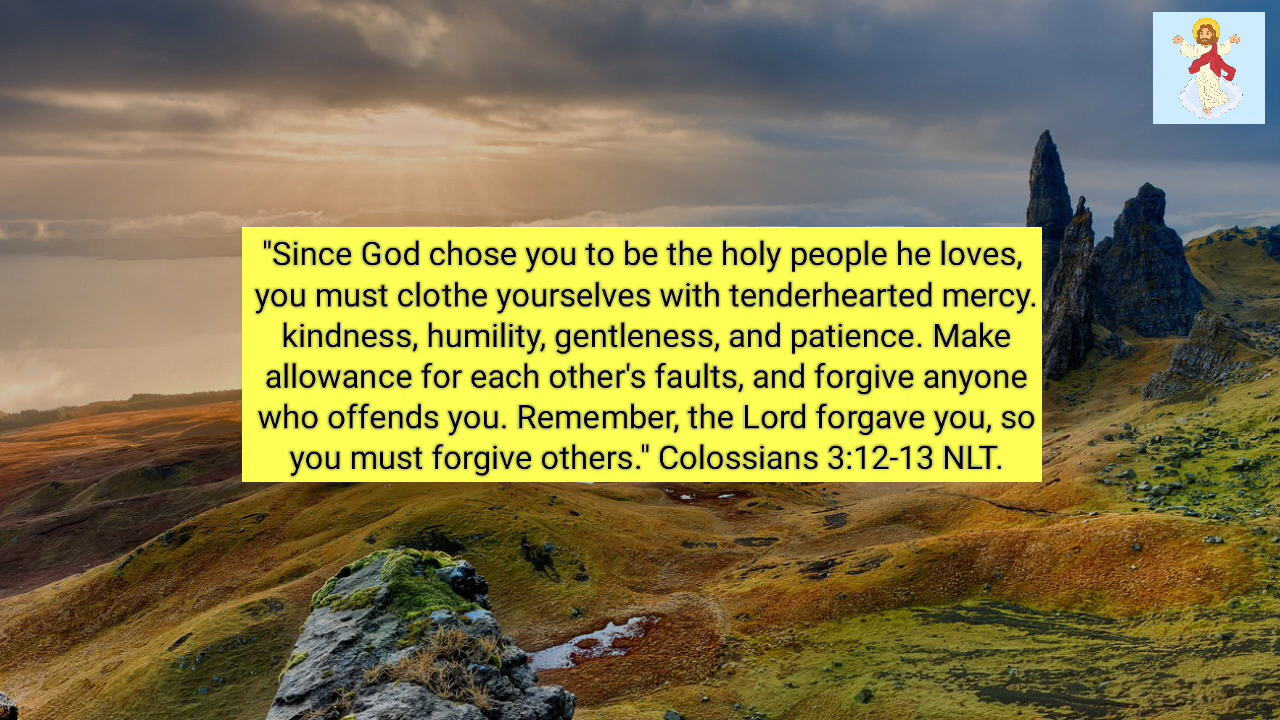 "Since God chose you to be the holy people he loves,
you must clothe yourselves with tenderhearted mercy.
kindness, humility, gentleness, and patience. Make
allowance for each other's faults, and forgive anyone
who offends you. Remember, the Lord forgave you, so
you must forgive others." Colossians 3:12-13 NLT.